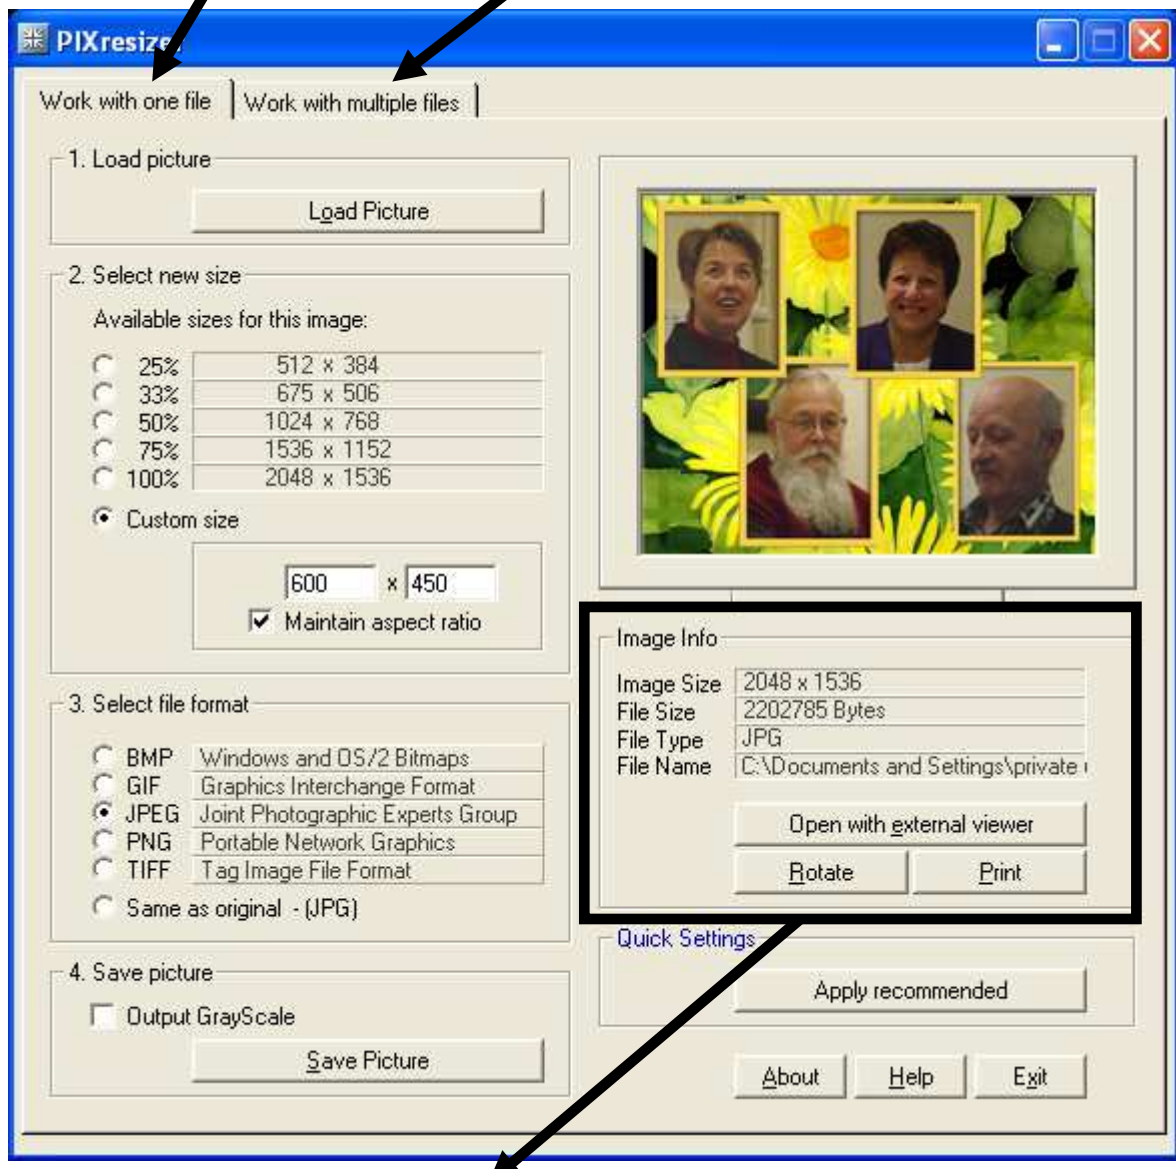 PIXresizer
Work with one file
Work with multiple files
1. Load picture
Load Picture
2. Select new size
Available sizes for this image:
25% 512 x 384
33% 675 x 506
50% 1024 x 768
75% 1536 x 1152
100% 2048 x 1536
Custom size
600 x 450
Maintain aspect ratio
3. Select file format
BMP Windows and OS/2 Bitmaps
GIF Graphics Interchange Format
JPEG Joint Photographic Experts Group
PNG Portable Network Graphics
TIFF Tag Image File Format
Same as original - (JPG)
4. Save picture
Output GrayScale
Save Picture
Image Info
Image Size 2048 x 1536
File Size 2202785 Bytes
File Type JPG
File Name C:\Documents and Settings\private
Open with external viewer
Rotate
Print
Quick Settings
Apply recommended
About
Help
Exit